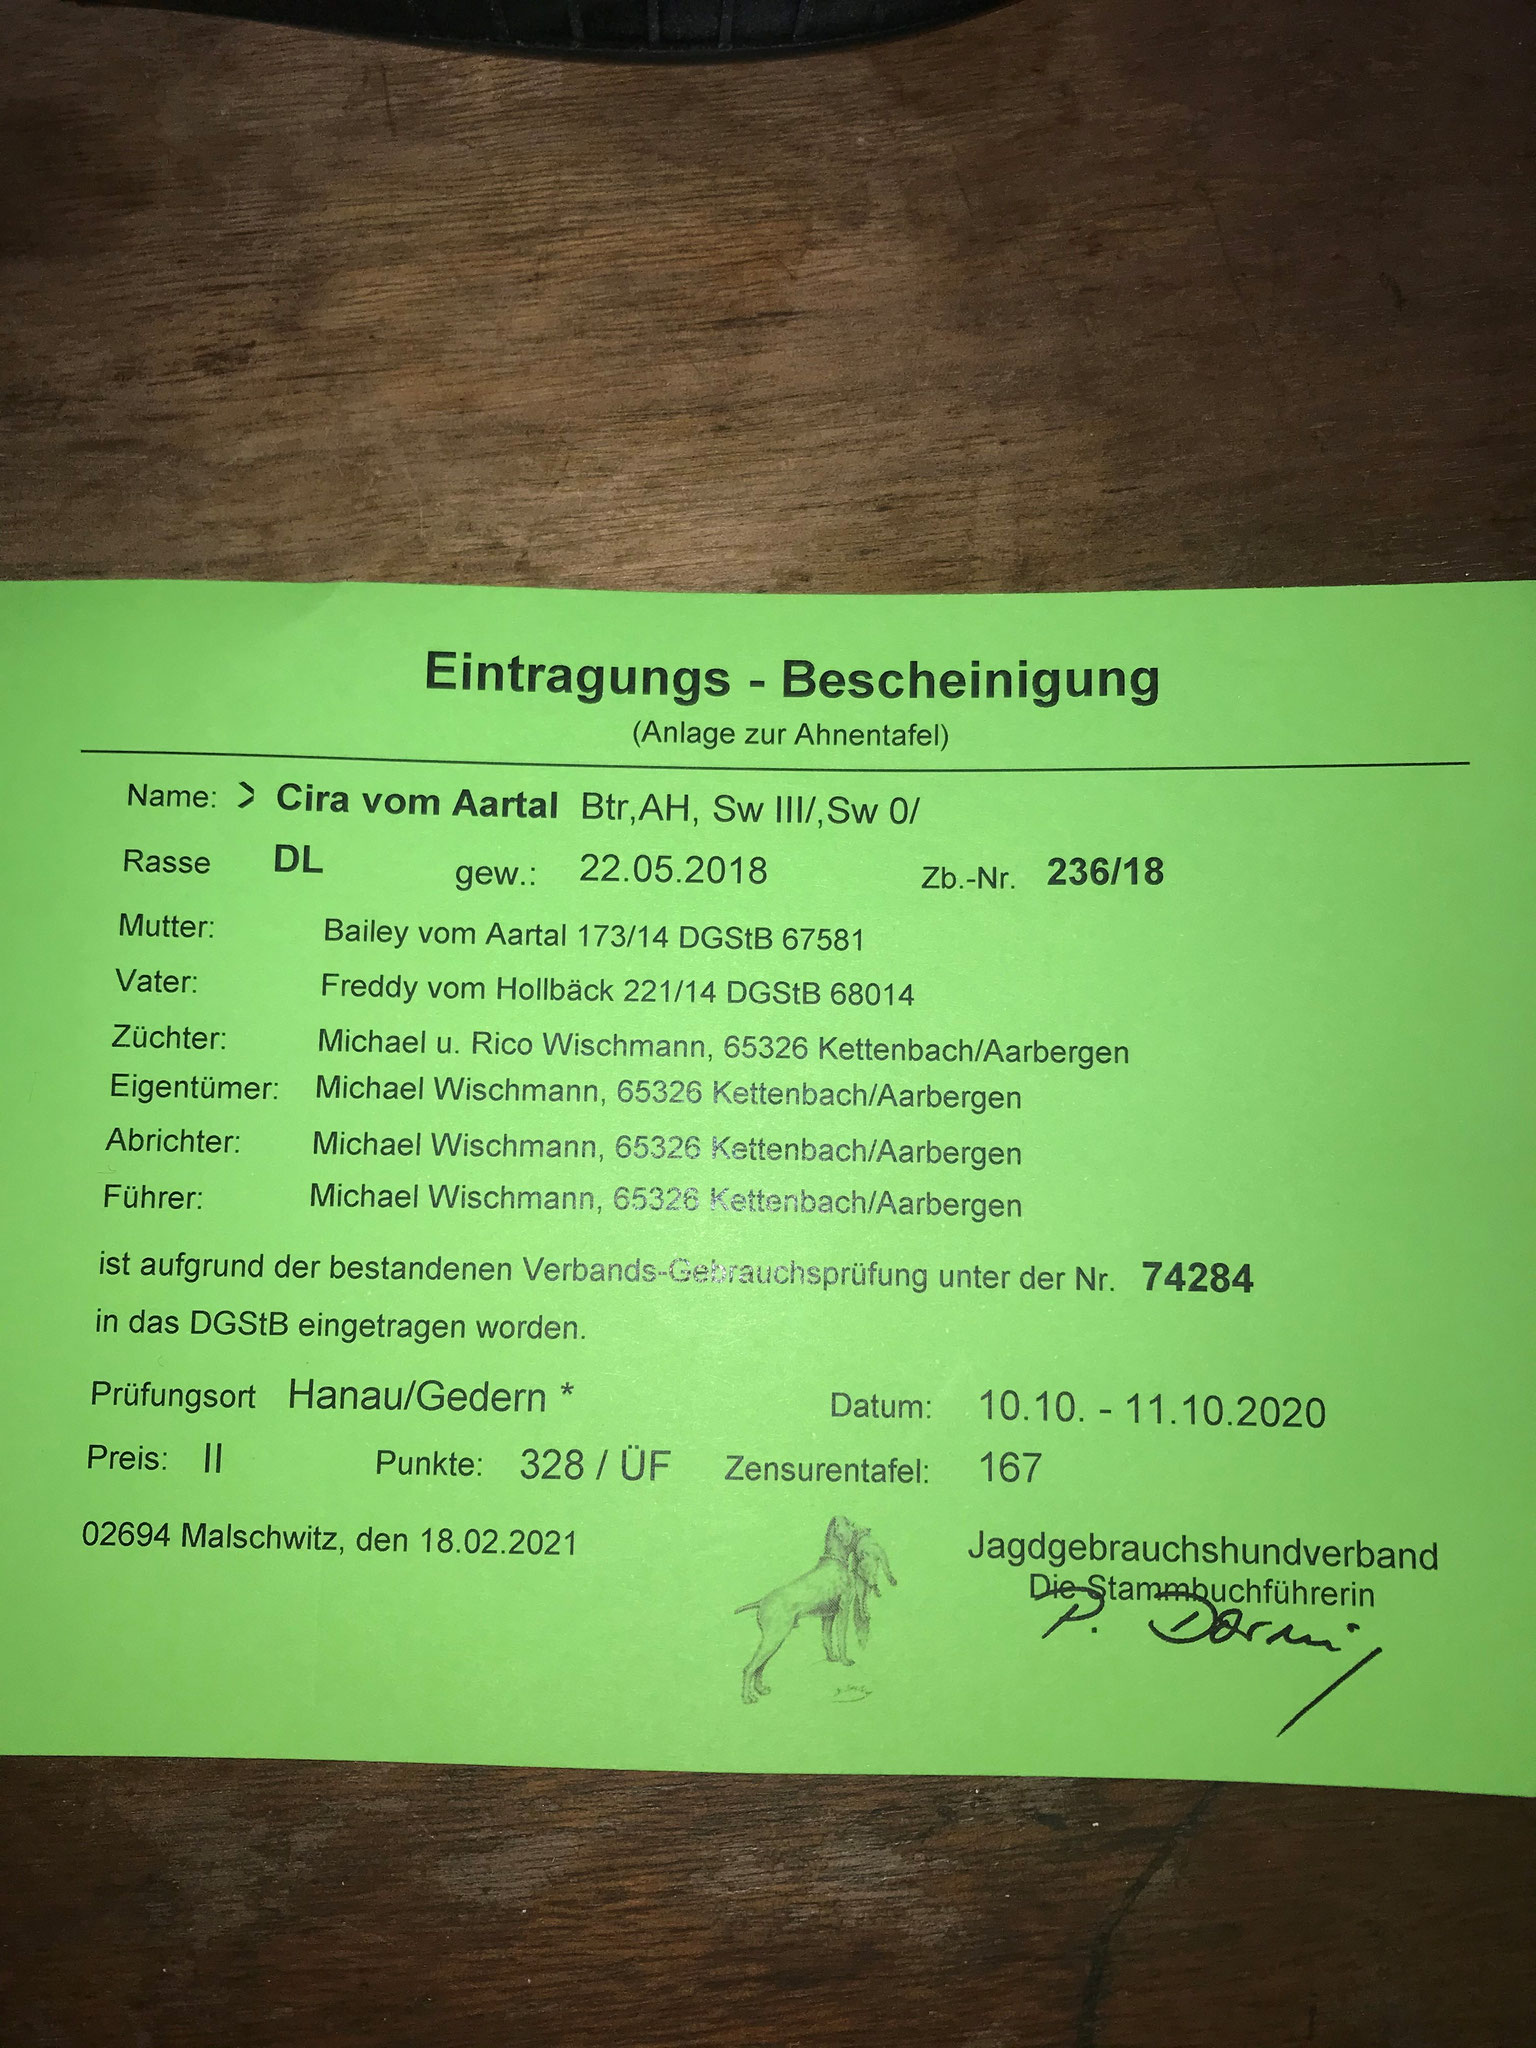 Eintragungs - Bescheinigung
(Anlage zur Ahnentafel)
Name: > Cira vom Aartal Btr,AH, Sw III/,Sw 0/
Rasse DL gew.: 22.05.2018 Zb.-Nr. 236/18
Mutter: Bailey vom Aartal 173/14 DGStB 67581
Vater: Freddy vom Hollbäck 221/14 DGStB 68014
Züchter: Michael u. Rico Wischmann, 65326 Kettenbach/Aarbergen
Eigentümer: Michael Wischmann, 65326 Kettenbach/Aarbergen
Abrichter: Michael Wischmann, 65326 Kettenbach/Aarbergen
Führer: Michael Wischmann, 65326 Kettenbach/Aarbergen
ist aufgrund der bestandenen Verbands-Gebrauchsprüfung unter der Nr. 74284
in das DGStB eingetragen worden.
Prüfungsort Hanau/Gedern * Datum: 10.10. - 11.10.2020
Preis: II Punkte: 328 / ÜF Zensurentafel: 167
02694 Malschwitz, den 18.02.2021
Jagdgebrauchshundverband
Die Stammbuchführerin
P.